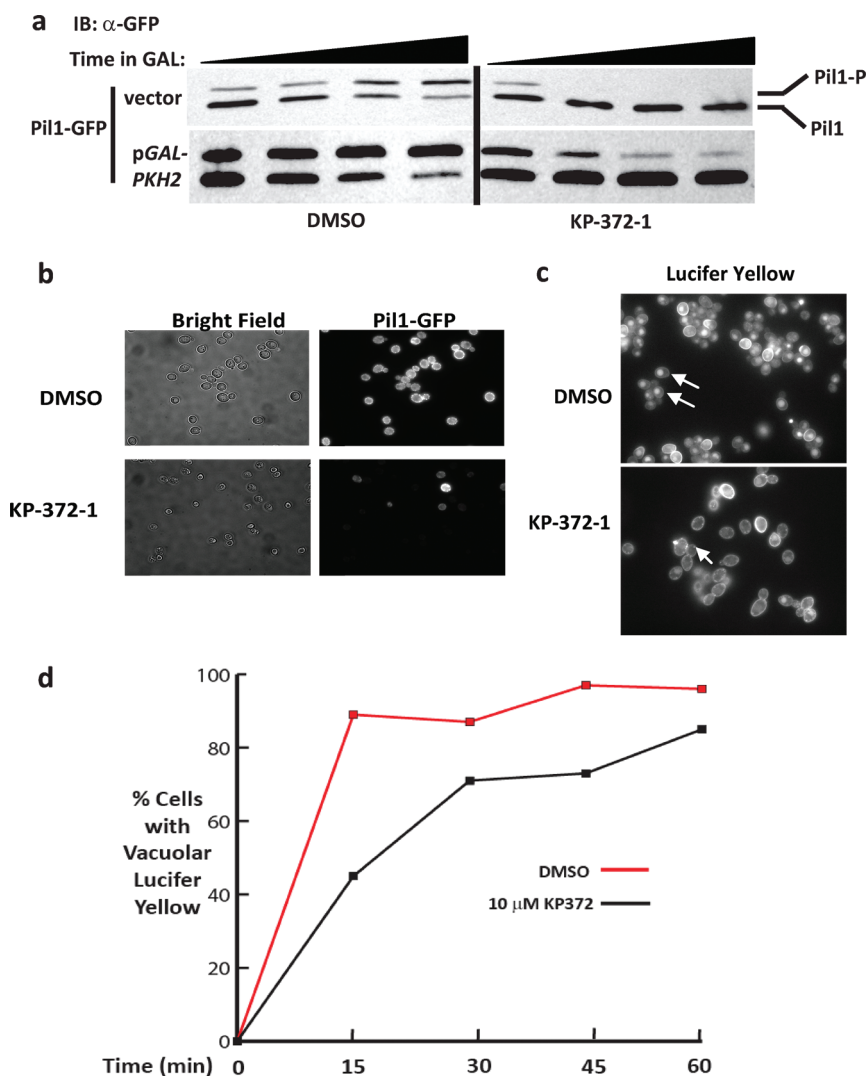 a IB: α-GFP
Time in GAL:
Pil1-GFP
vector
pGAL-
PKH2
Pil1-P
Pil1
DMSO KP-372-1
b
Bright Field Pil1-GFP
DMSO
KP-372-1
c
Lucifer Yellow
DMSO
KP-372-1
d
100
80
60
40
20
0
% Cells
with
Vacuolar
Lucifer
Yellow
DMSO
10 μM KP372
Time (min) 0 15 30 45 60